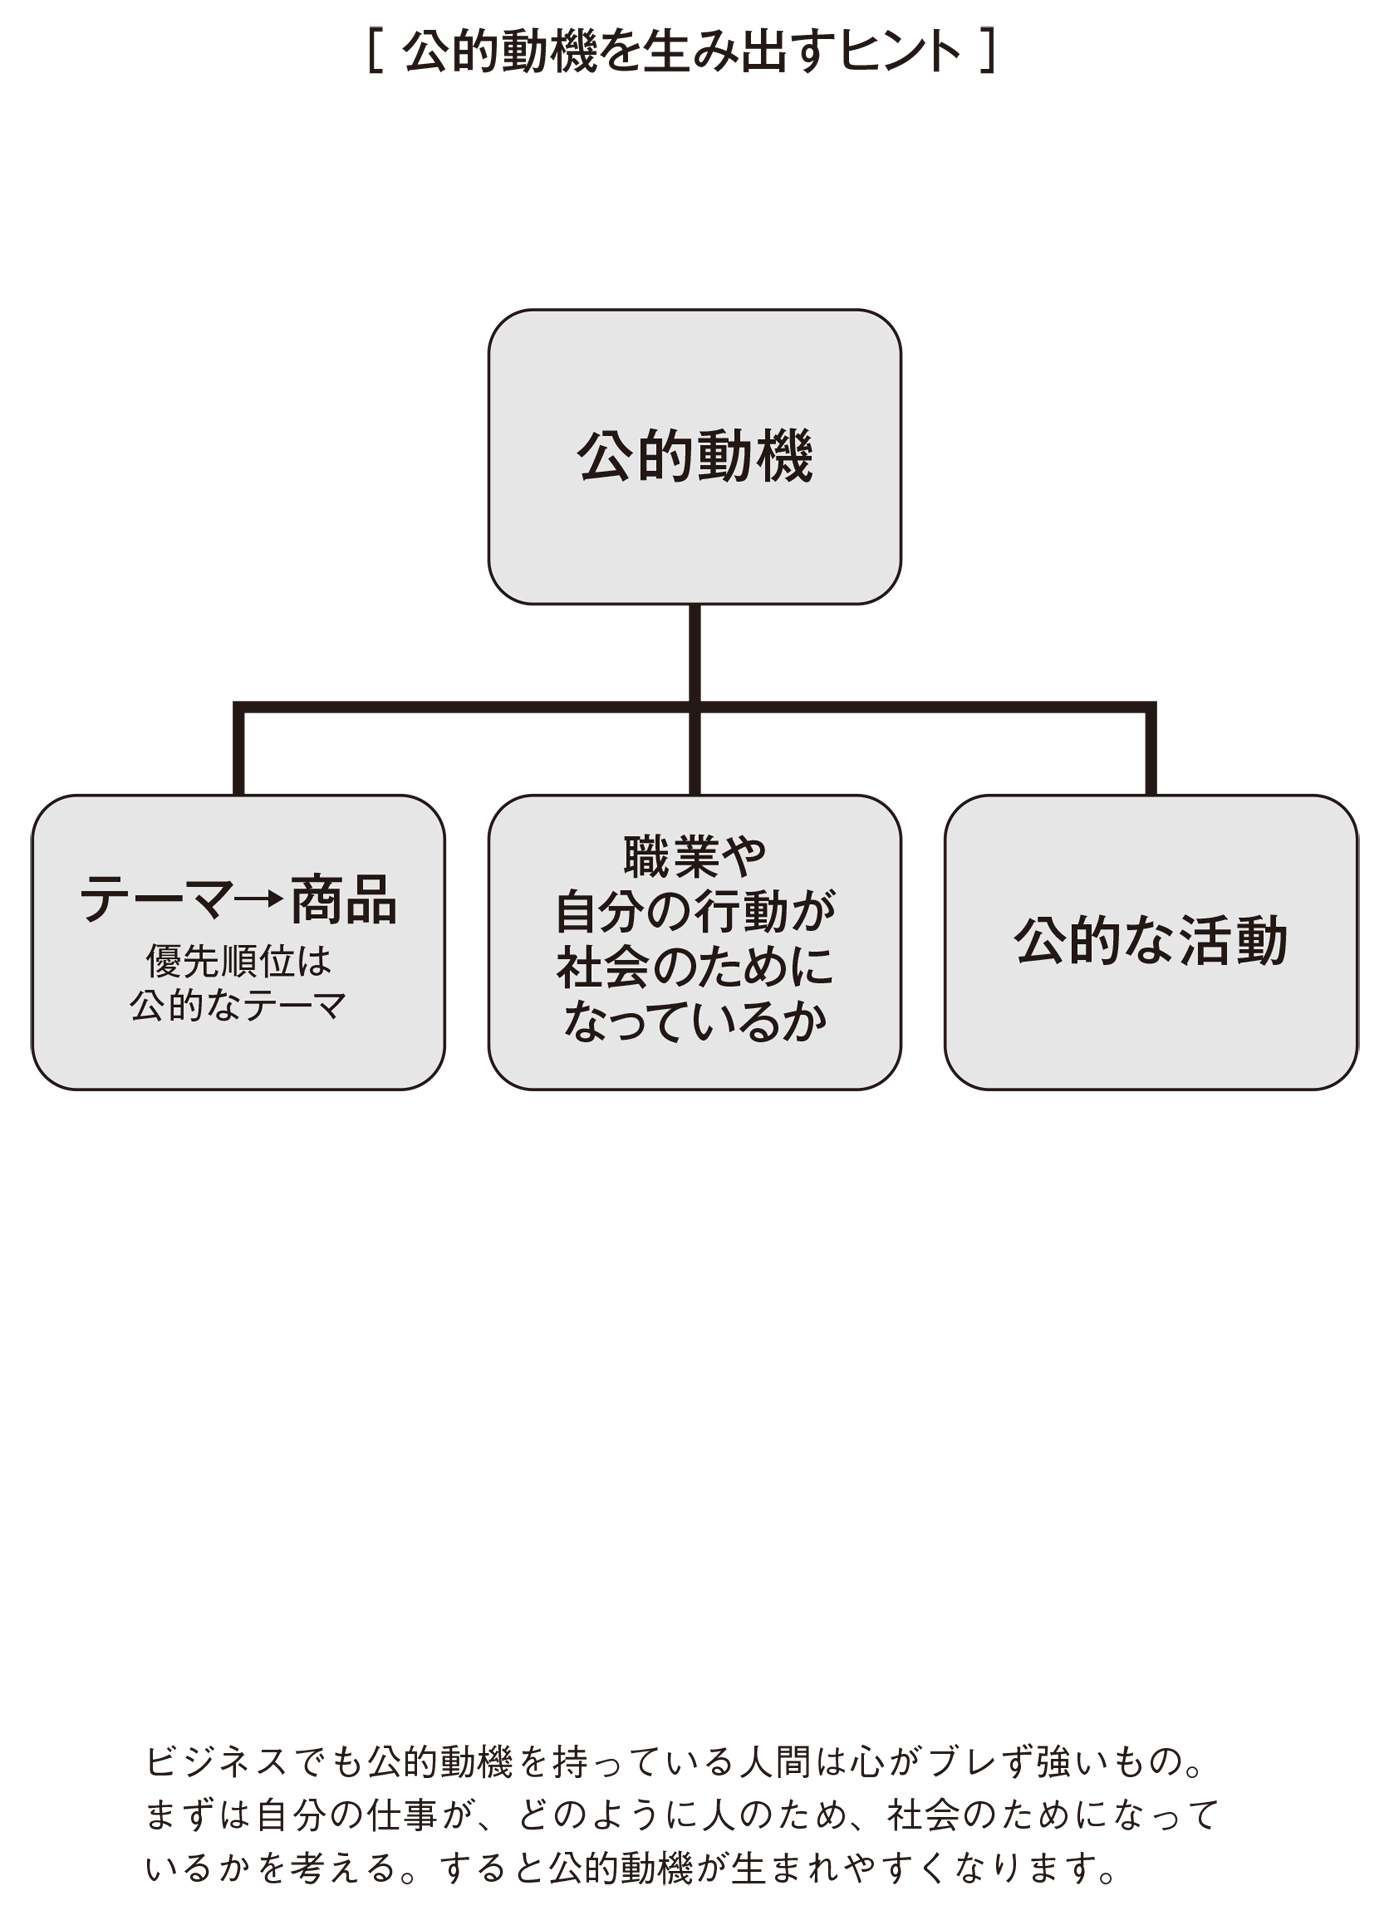 [ 公的動機を生み出すヒント ]
公的動機
テーマ→商品
優先順位は
公的なテーマ
職業や
自分の行動が
社会のために
なっているか
公的な活動
ビジネスでも公的動機を持っている人間は心がブレず強いもの。
まずは自分の仕事が、どのように人のため、社会のためになって
いるかを考える。すると公的動機が生まれやすくなります。